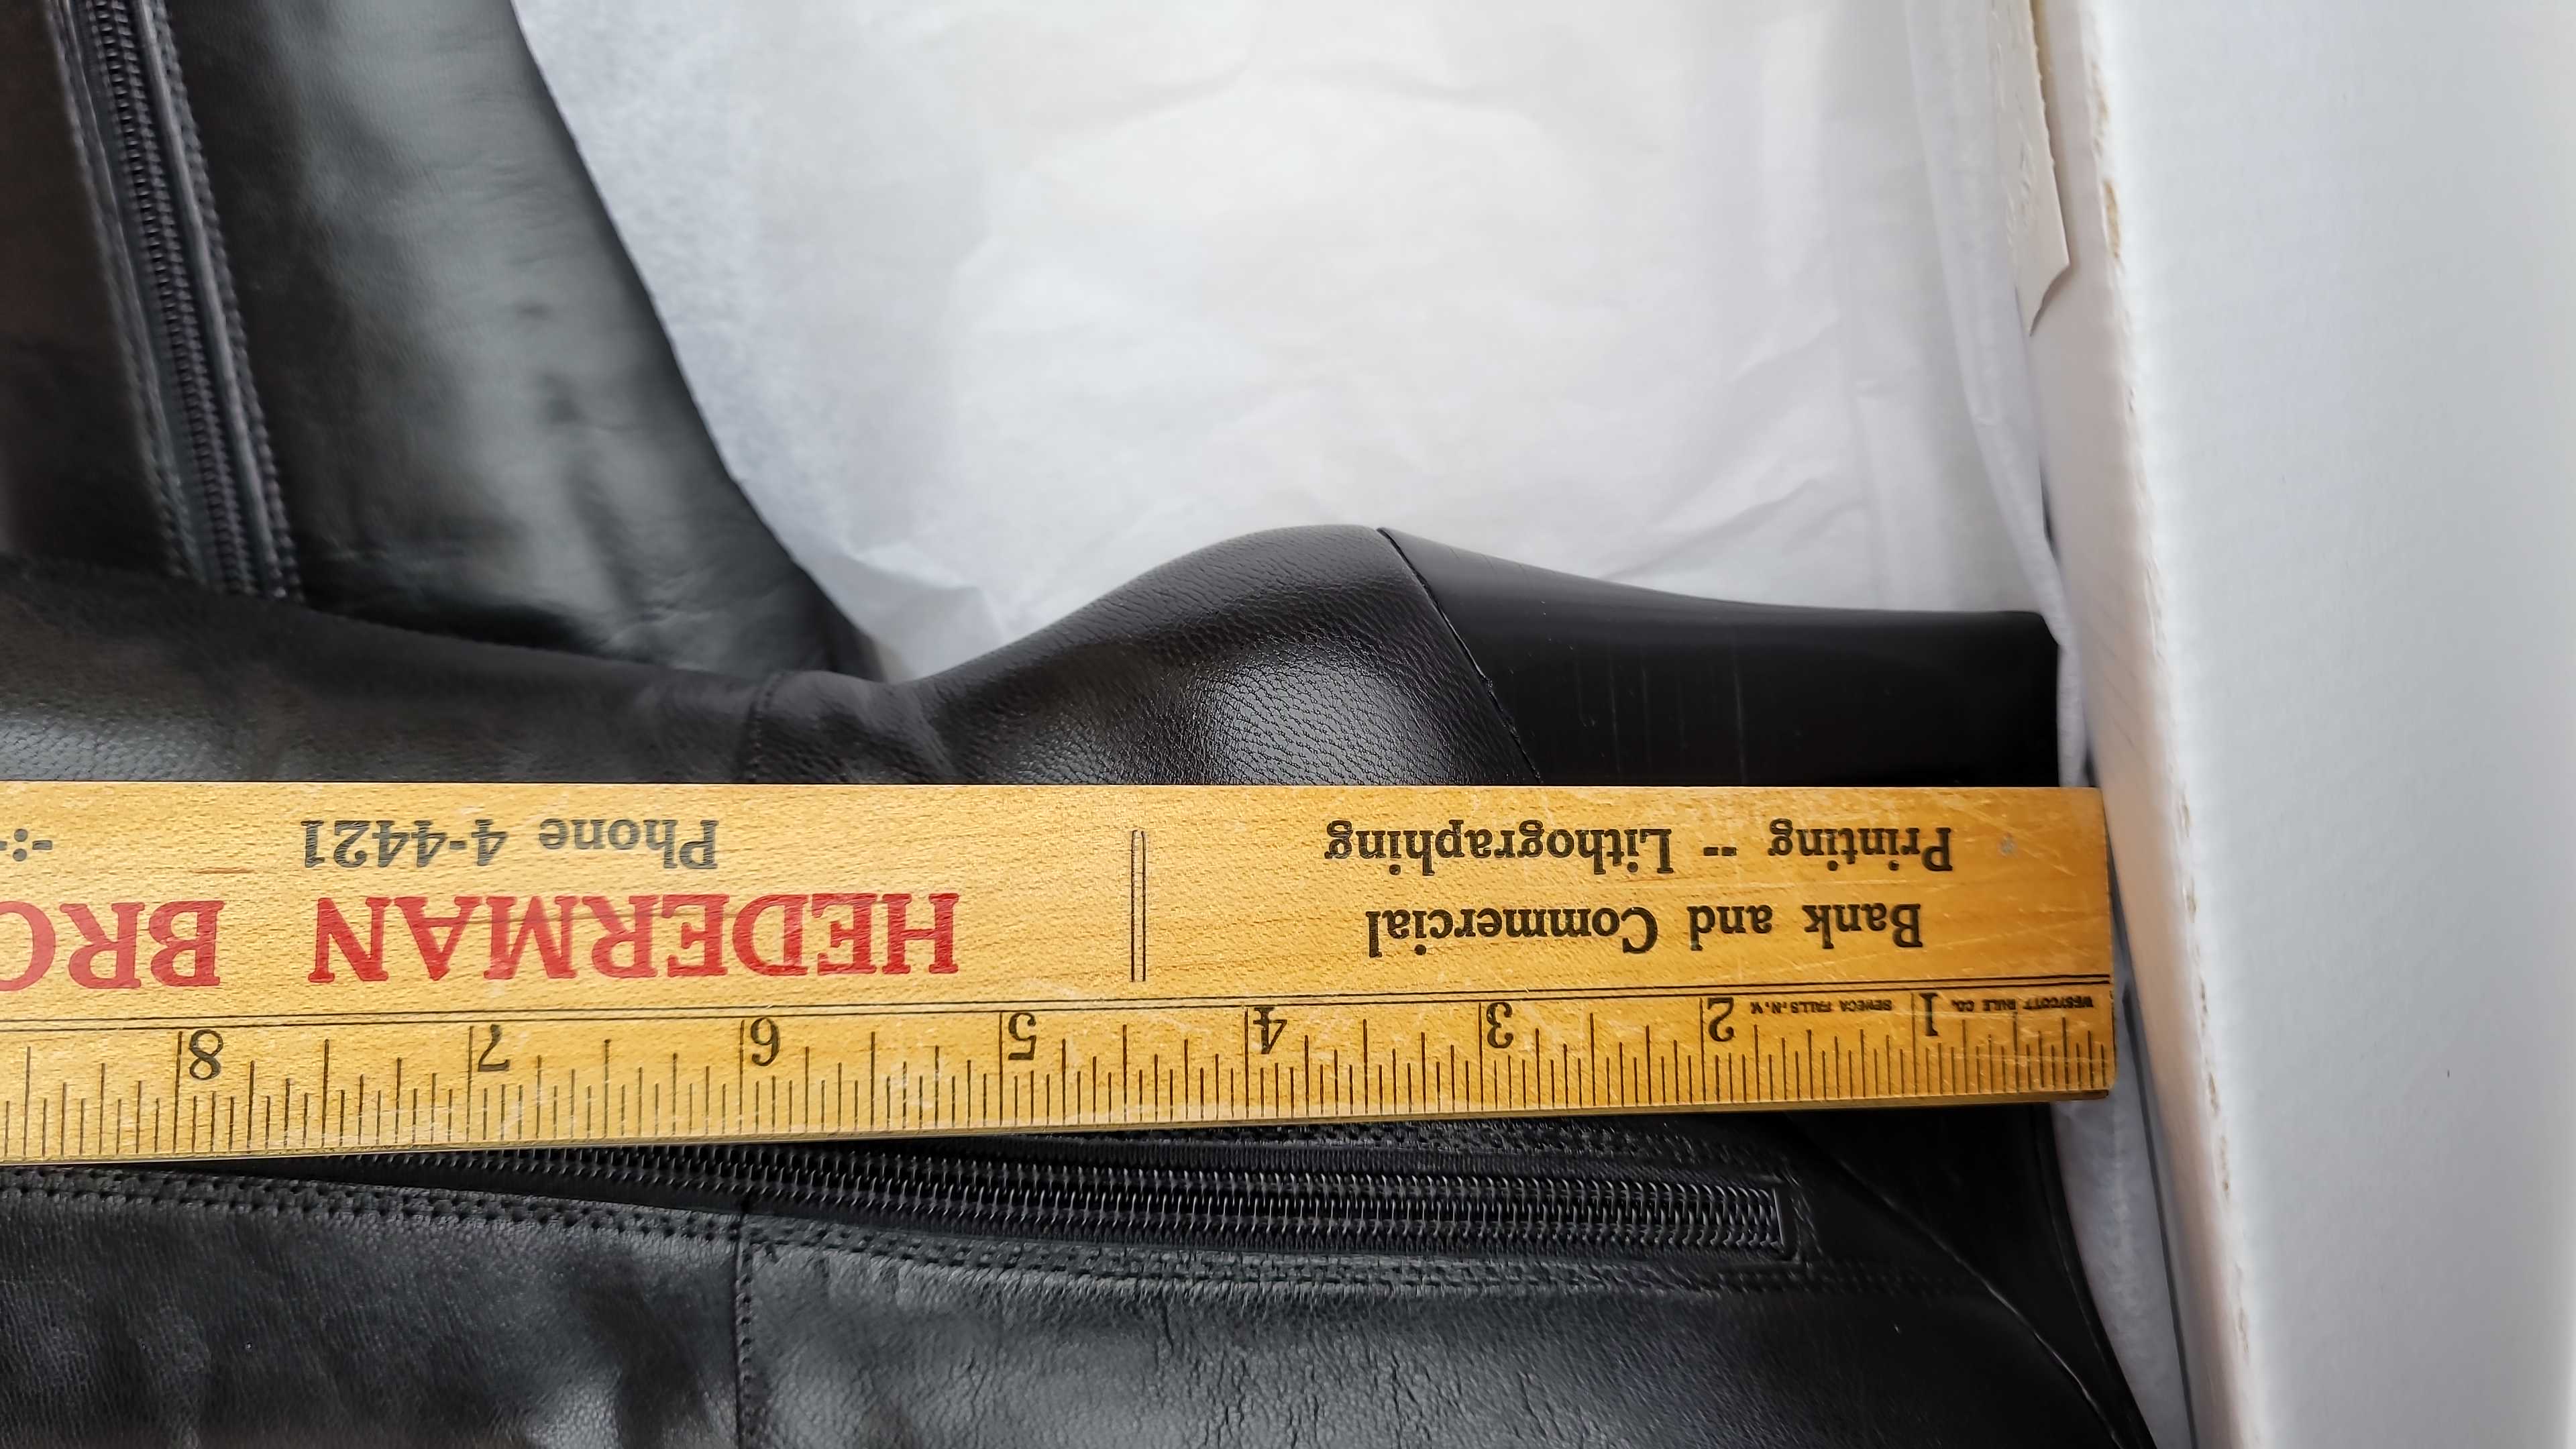 WESTCOTT RULE CO. SENECA FALLS, N.Y.
1 2 3 4 5 6 7 8
Bank and Commercial
Printing -- Lithographing
HEDERMAN BRO
Phone 4-4421 -:-